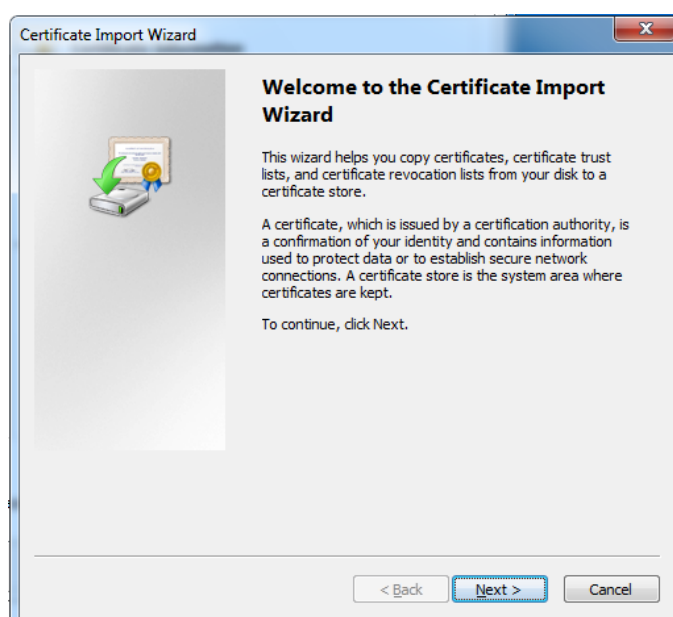 Certificate Import Wizard
Welcome to the Certificate Import
Wizard
This wizard helps you copy certificates, certificate trust
lists, and certificate revocation lists from your disk to a
certificate store.
A certificate, which is issued by a certification authority, is
a confirmation of your identity and contains information
used to protect data or to establish secure network
connections. A certificate store is the system area where
certificates are kept.
To continue, click Next.
< Back Next > Cancel